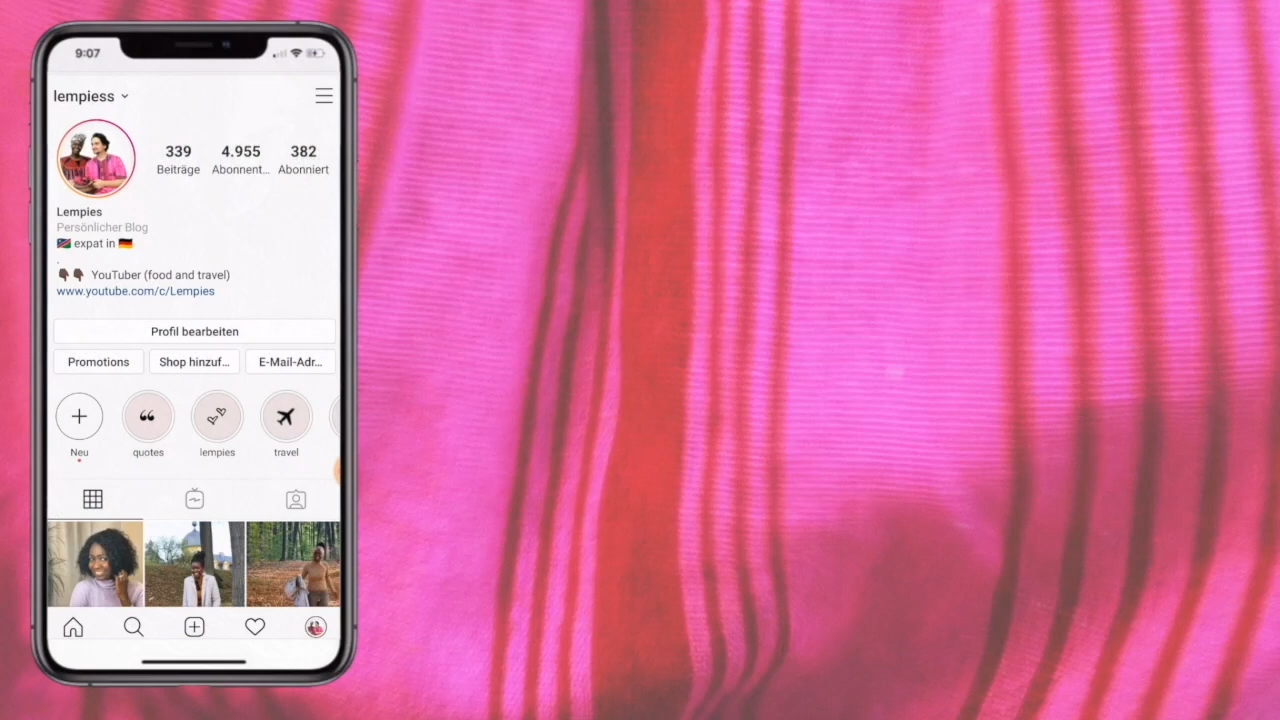 9:07
lempiess
339 4.955 382
Beiträge Abonnent... Abonniert
Lempies
Persönlicher Blog
🇳🇦 expat in 🇩🇪
.
👇🏿👇🏿 YouTuber (food and travel)
www.youtube.com/c/Lempies
Profil bearbeiten
Promotions Shop hinzuf... E-Mail-Adr...
Neu quotes lempies travel